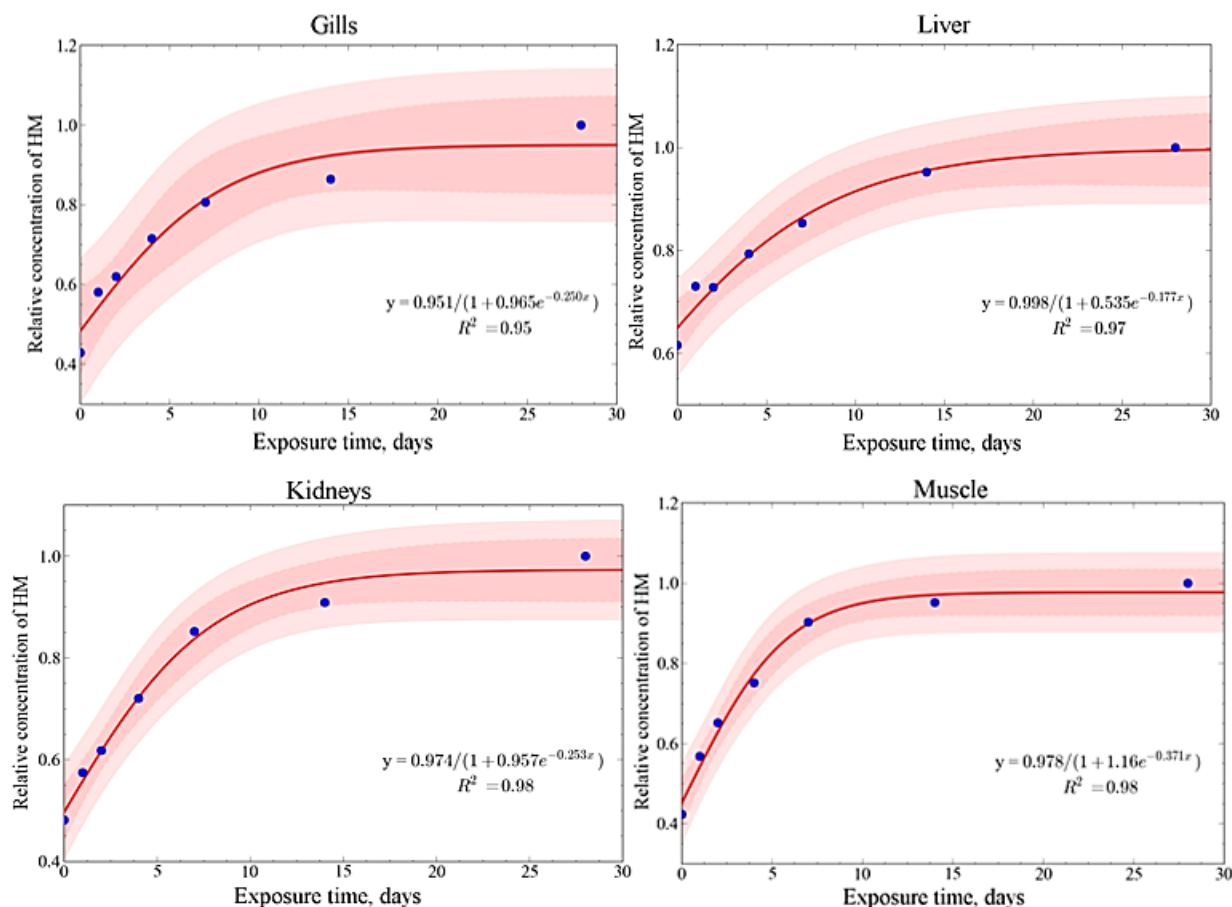 Gills
Relative concentration of HM
1.2
1.0
0.8
0.6
0.4
y = 0.951/(1 + 0.965e^{−0.250x})
R² = 0.95
0 5 10 15 20 25 30
Exposure time, days
Liver
Relative concentration of HM
1.2
1.0
0.8
0.6
y = 0.998/(1 + 0.535e^{−0.177x})
R² = 0.97
0 5 10 15 20 25 30
Exposure time, days
Kidneys
Relative concentration of HM
1.0
0.8
0.6
0.4
y = 0.974/(1 + 0.957e^{−0.253x})
R² = 0.98
0 5 10 15 20 25 30
Exposure time, days
Muscle
Relative concentration of HM
1.2
1.0
0.8
0.6
0.4
y = 0.978/(1 + 1.16e^{−0.371x})
R² = 0.98
0 5 10 15 20 25 30
Exposure time, days